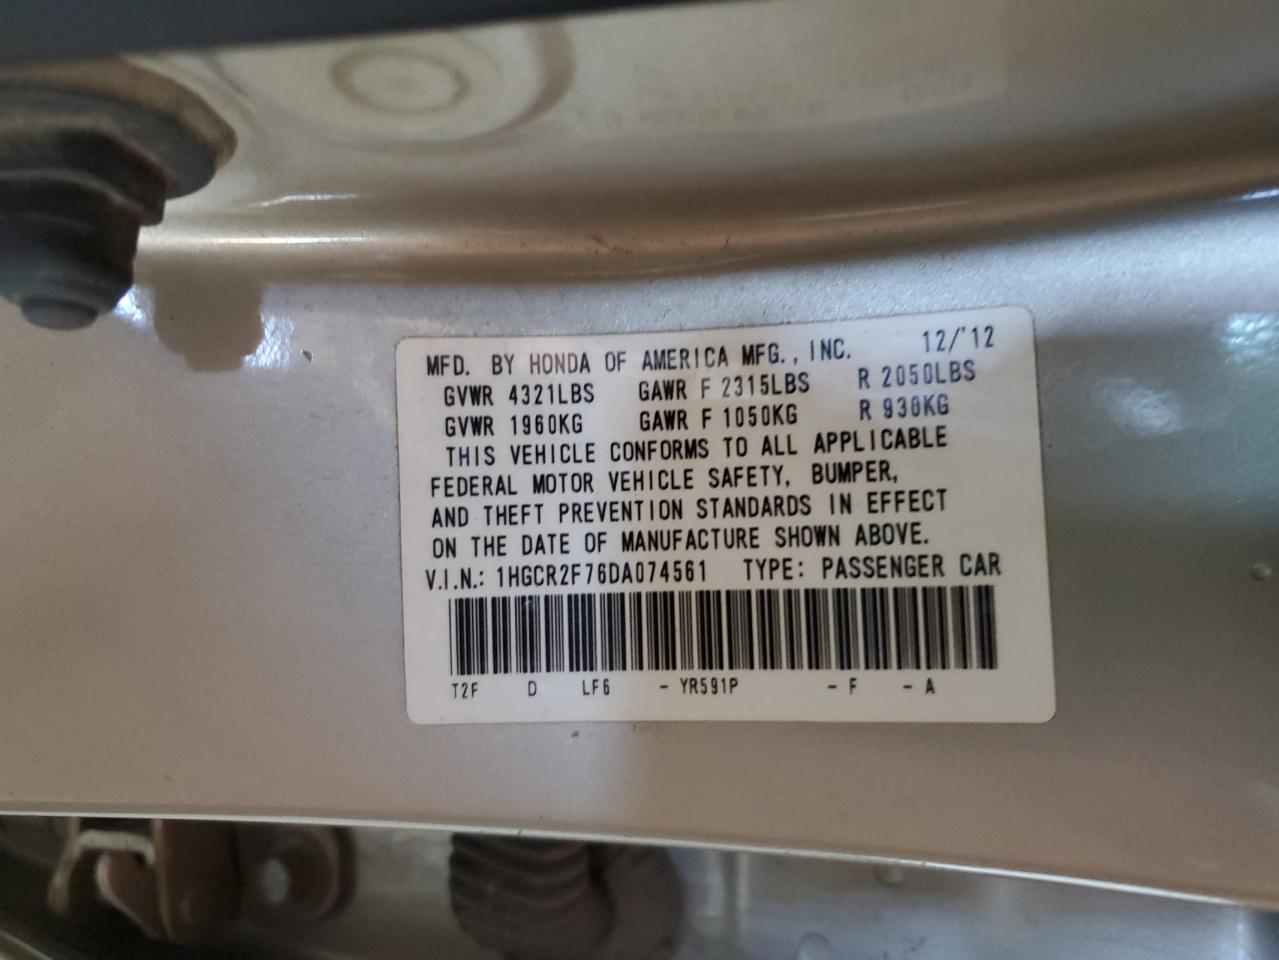 MFD. BY HONDA OF AMERICA MFG., INC. 12/'12
GVWR 4321LBS GAWR F 2315LBS R 2050LBS
GVWR 1960KG GAWR F 1050KG R 930KG
THIS VEHICLE CONFORMS TO ALL APPLICABLE
FEDERAL MOTOR VEHICLE SAFETY, BUMPER,
AND THEFT PREVENTION STANDARDS IN EFFECT
ON THE DATE OF MANUFACTURE SHOWN ABOVE.
V.I.N.: 1HGCR2F76DA074561 TYPE: PASSENGER CAR
T2F D LF6 - YR591P - F - A